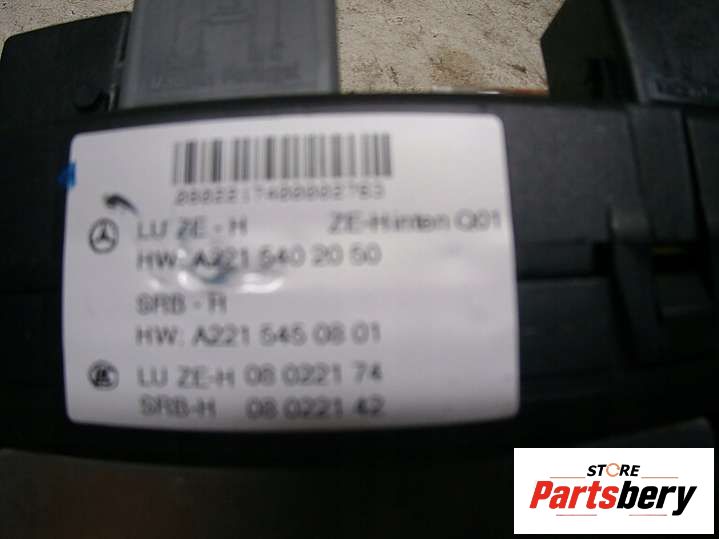 0802217400002763
LU ZE - H ZE-Hinten Q01
HW: A221 540 20 50
SRB - H
HW: A221 545 08 01
LU ZE-H 08 0221 74
SRB-H 08 0221 42
STORE
Partsbery